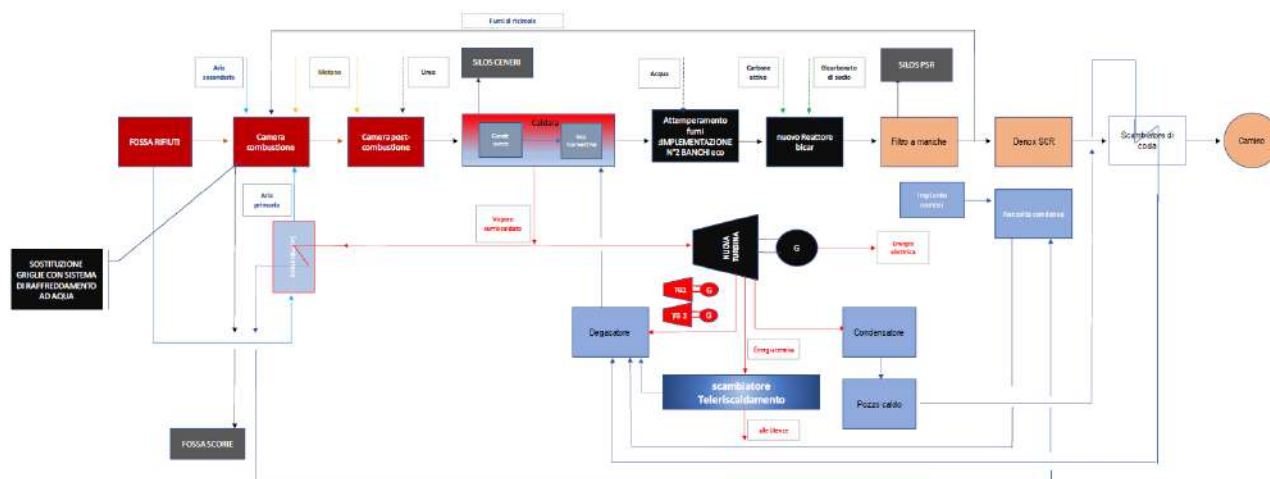 Fumi di ricircolo
Aria
secondaria
Metano
Urea
SILOS CENERI
Acqua
Carbone
attivo
Bicarbonato
di sodio
SILOS PSR
FOSSA RIFIUTI
Camera
combustione
Camera post-
combustione
Caldaia
Attemperamento
fumi
IMPLEMENTAZIONE
N°2 BANCHI eco
nuovo Reattore
bicar
Filtro a maniche
Denox SCR
Scambiatore di
coda
Camino
Aria
primaria
Vapore
surriscaldato
NUOVA
TURBINA
G
Energia
elettrica
Raccolta condense
SOSTITUZIONE
GRIGLIE CON SISTEMA
DI RAFFREDDAMENTO
AD ACQUA
G
G
Degasatore
Condensatore
Energia termica
scambiatore
Teleriscaldamento
Pozzo caldo
alle Utenze
FOSSA SCORIE